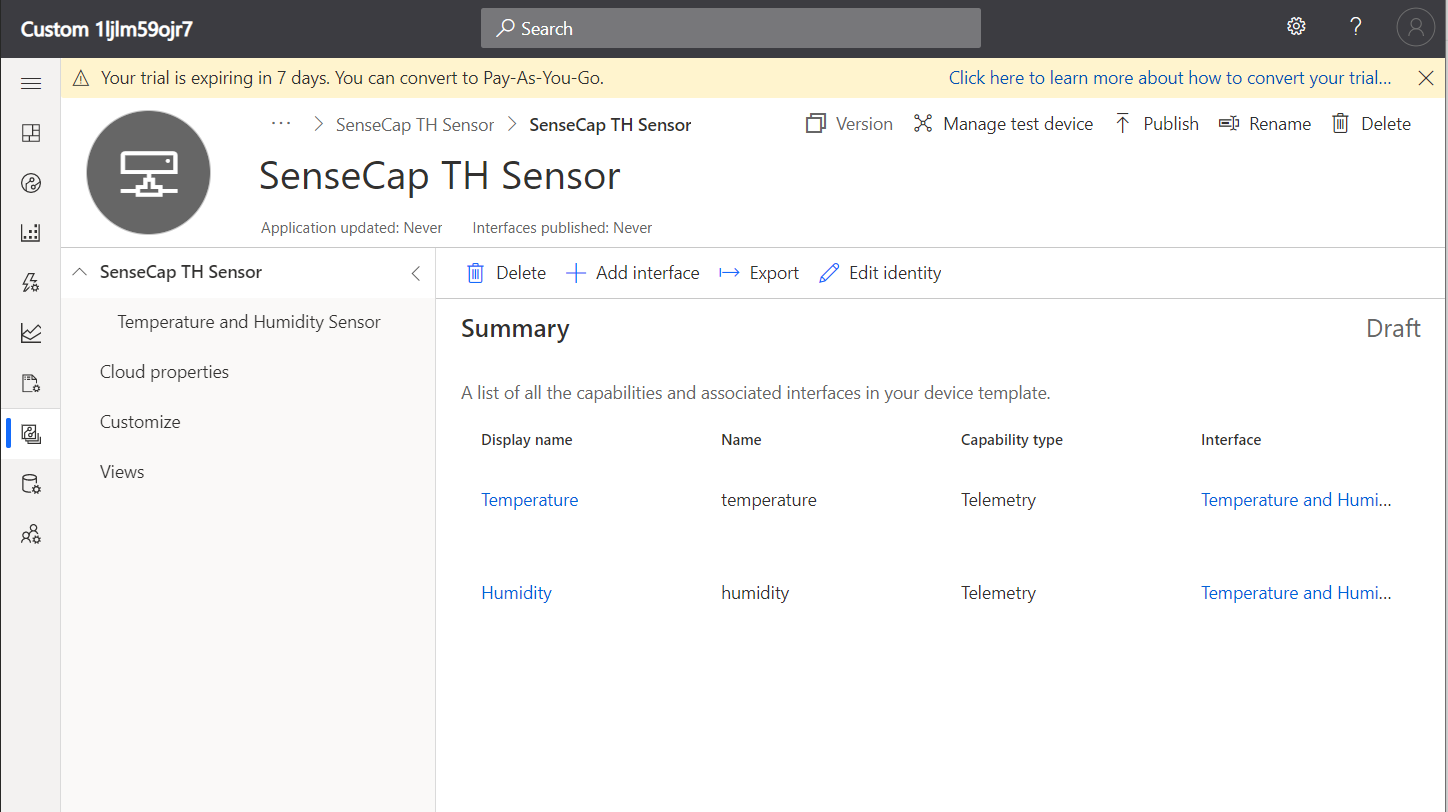 Custom 1ljlm59ojr7
Search
?
Your trial is expiring in 7 days. You can convert to Pay-As-You-Go.
Click here to learn more about how to convert your trial...
... > SenseCap TH Sensor > SenseCap TH Sensor
Version
Manage test device
Publish
Rename
Delete
SenseCap TH Sensor
Application updated: Never
Interfaces published: Never
SenseCap TH Sensor
Temperature and Humidity Sensor
Cloud properties
Customize
Views
Delete
Add interface
Export
Edit identity
Summary
Draft
A list of all the capabilities and associated interfaces in your device template.
Display name Name Capability type Interface
Temperature temperature Telemetry Temperature and Humi...
Humidity humidity Telemetry Temperature and Humi...